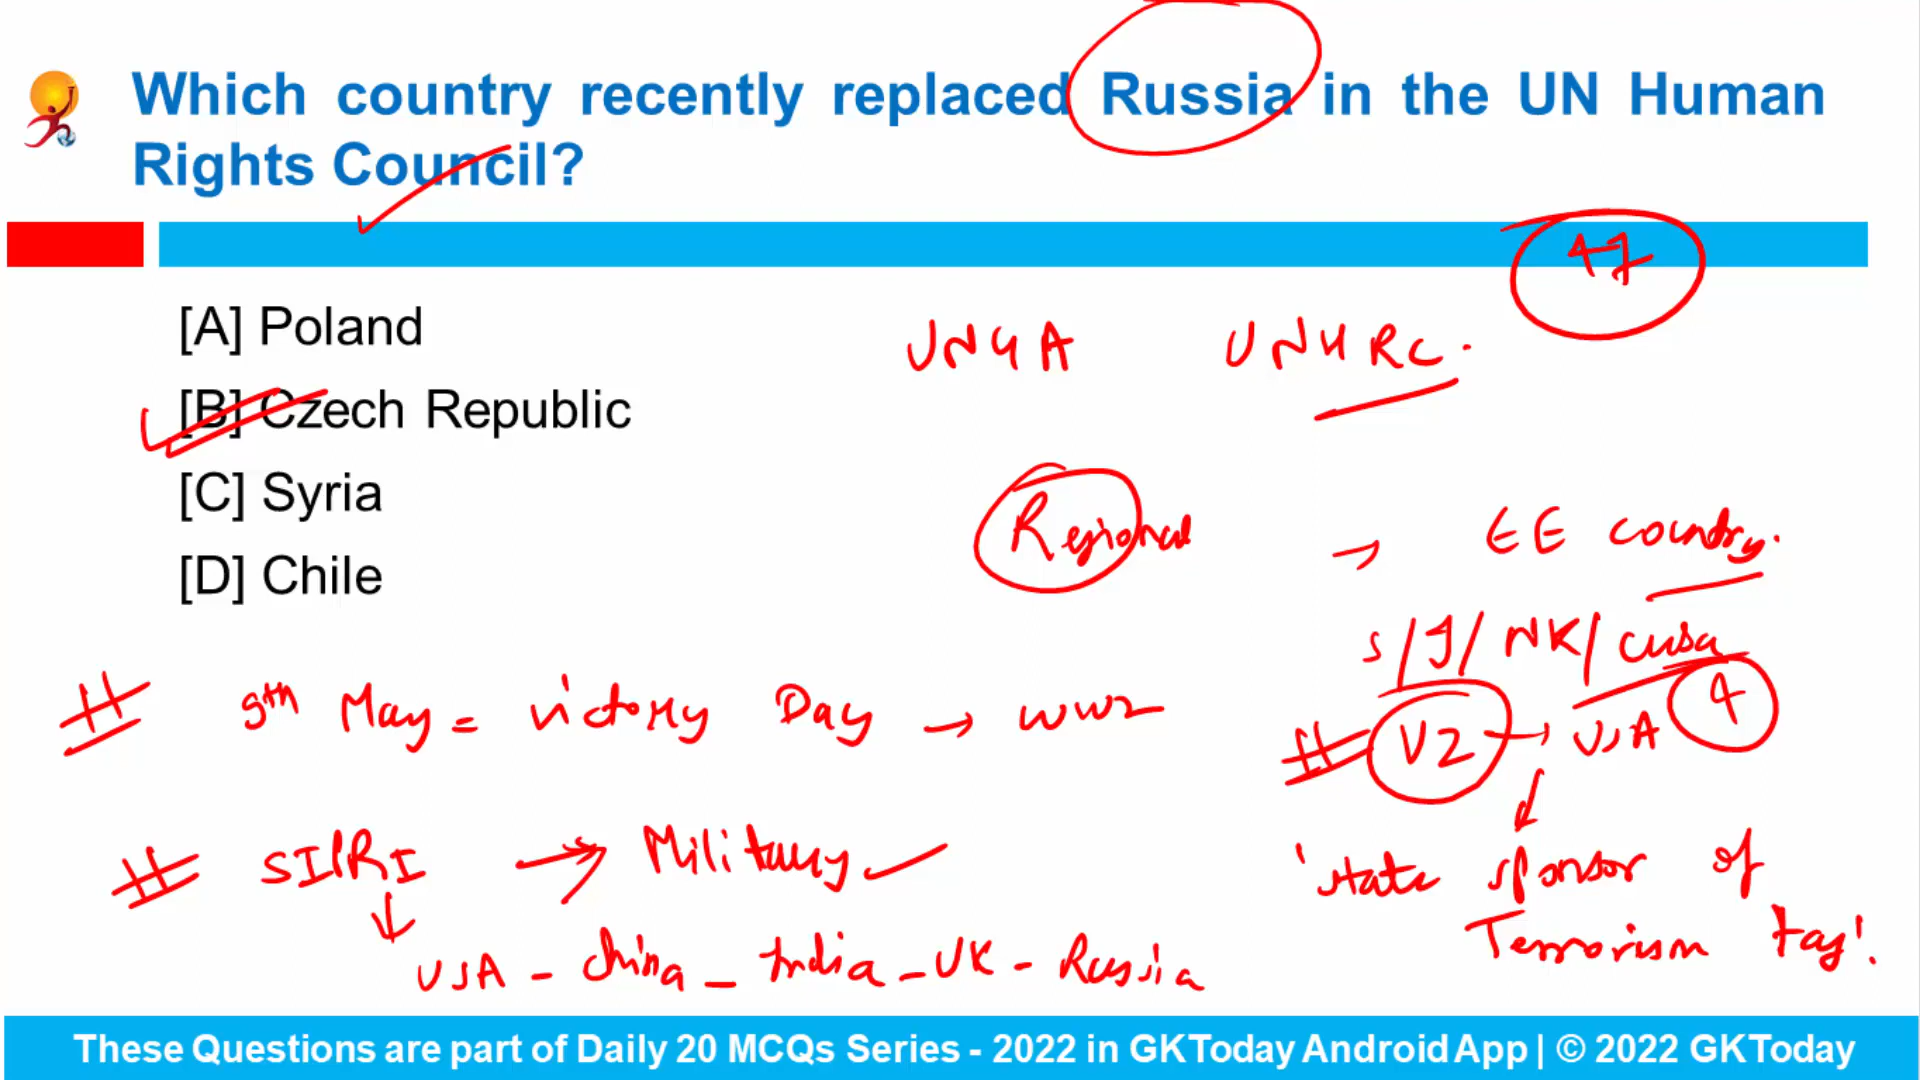 Which country recently replaced Russia in the UN Human
Rights Council?
47
[A] Poland
UNGA UNHRC.
[B] Czech Republic
[C] Syria
Regional → EE country.
[D] Chile
S/I/NK/Cuba
4
# 9th May = Victory Day → WW2
# VZ → USA
# SIPRI → Military
'state sponsor of
Terrorism tag'.
USA - China - India - UK - Russia
These Questions are part of Daily 20 MCQs Series - 2022 in GKToday Android App | © 2022 GKToday